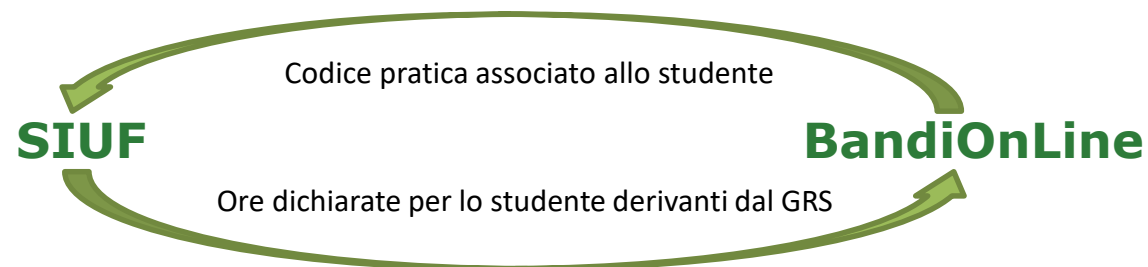 Codice pratica associato allo studente
SIUF
BandiOnLine
Ore dichiarate per lo studente derivanti dal GRS